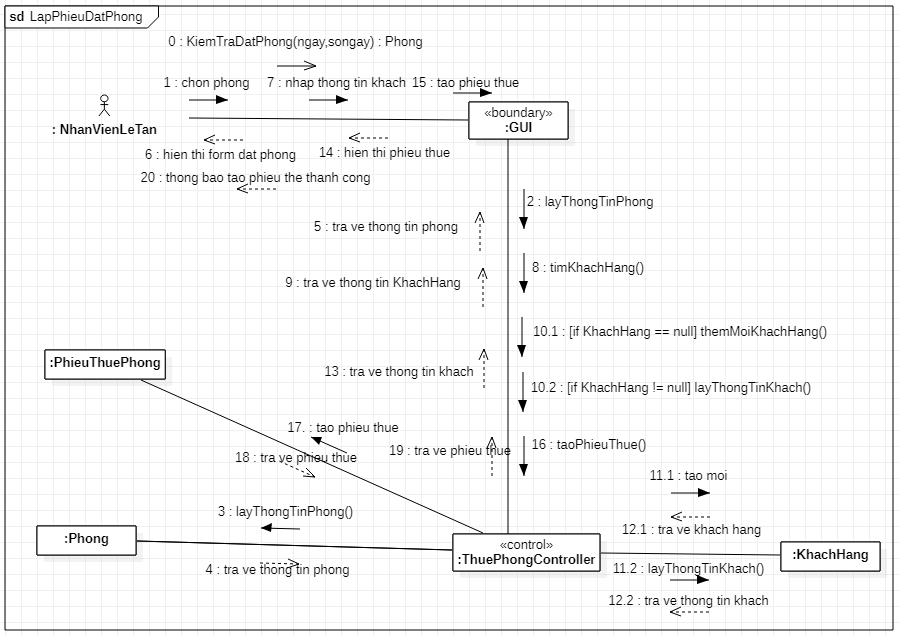 sd LapPhieuDatPhong
0 : KiemTraDatPhong(ngay,songay) : Phong
1 : chon phong
7 : nhap thong tin khach
15 : tao phieu thue
«boundary»
:GUI
: NhanVienLeTan
6 : hien thi form dat phong
14 : hien thi phieu thue
20 : thong bao tao phieu the thanh cong
2 : layThongTinPhong
5 : tra ve thong tin phong
8 : timKhachHang()
9 : tra ve thong tin KhachHang
10.1 : [if KhachHang == null] themMoiKhachHang()
:PhieuThuePhong
13 : tra ve thong tin khach
10.2 : [if KhachHang != null] layThongTinKhach()
17. : tao phieu thue
16 : taoPhieuThue()
19 : tra ve phieu thue
18 : tra ve phieu thue
11.1 : tao moi
3 : layThongTinPhong()
12.1 : tra ve khach hang
:Phong
«control»
:ThuePhongController
:KhachHang
4 : tra ve thong tin phong
11.2 : layThongTinKhach()
12.2 : tra ve thong tin khach